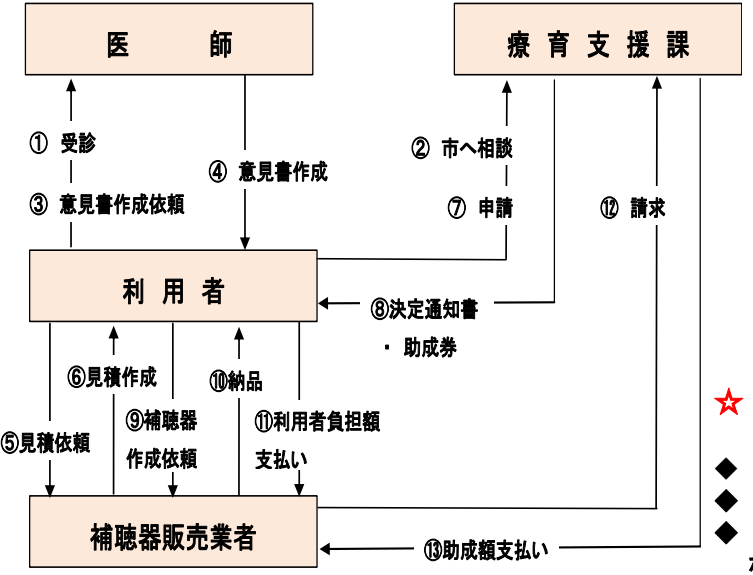 医　師
療育支援課
① 受診
② 市へ相談
④ 意見書作成
③ 意見書作成依頼
⑦ 申請
⑫ 請求
利用者
⑧決定通知書
・ 助成券
⑥見積作成
⑩納品
⑨補聴器
作成依頼
⑪利用者負担額
支払い
⑤見積依頼
☆
◆
◆
◆
補聴器販売業者
⑬助成額支払い